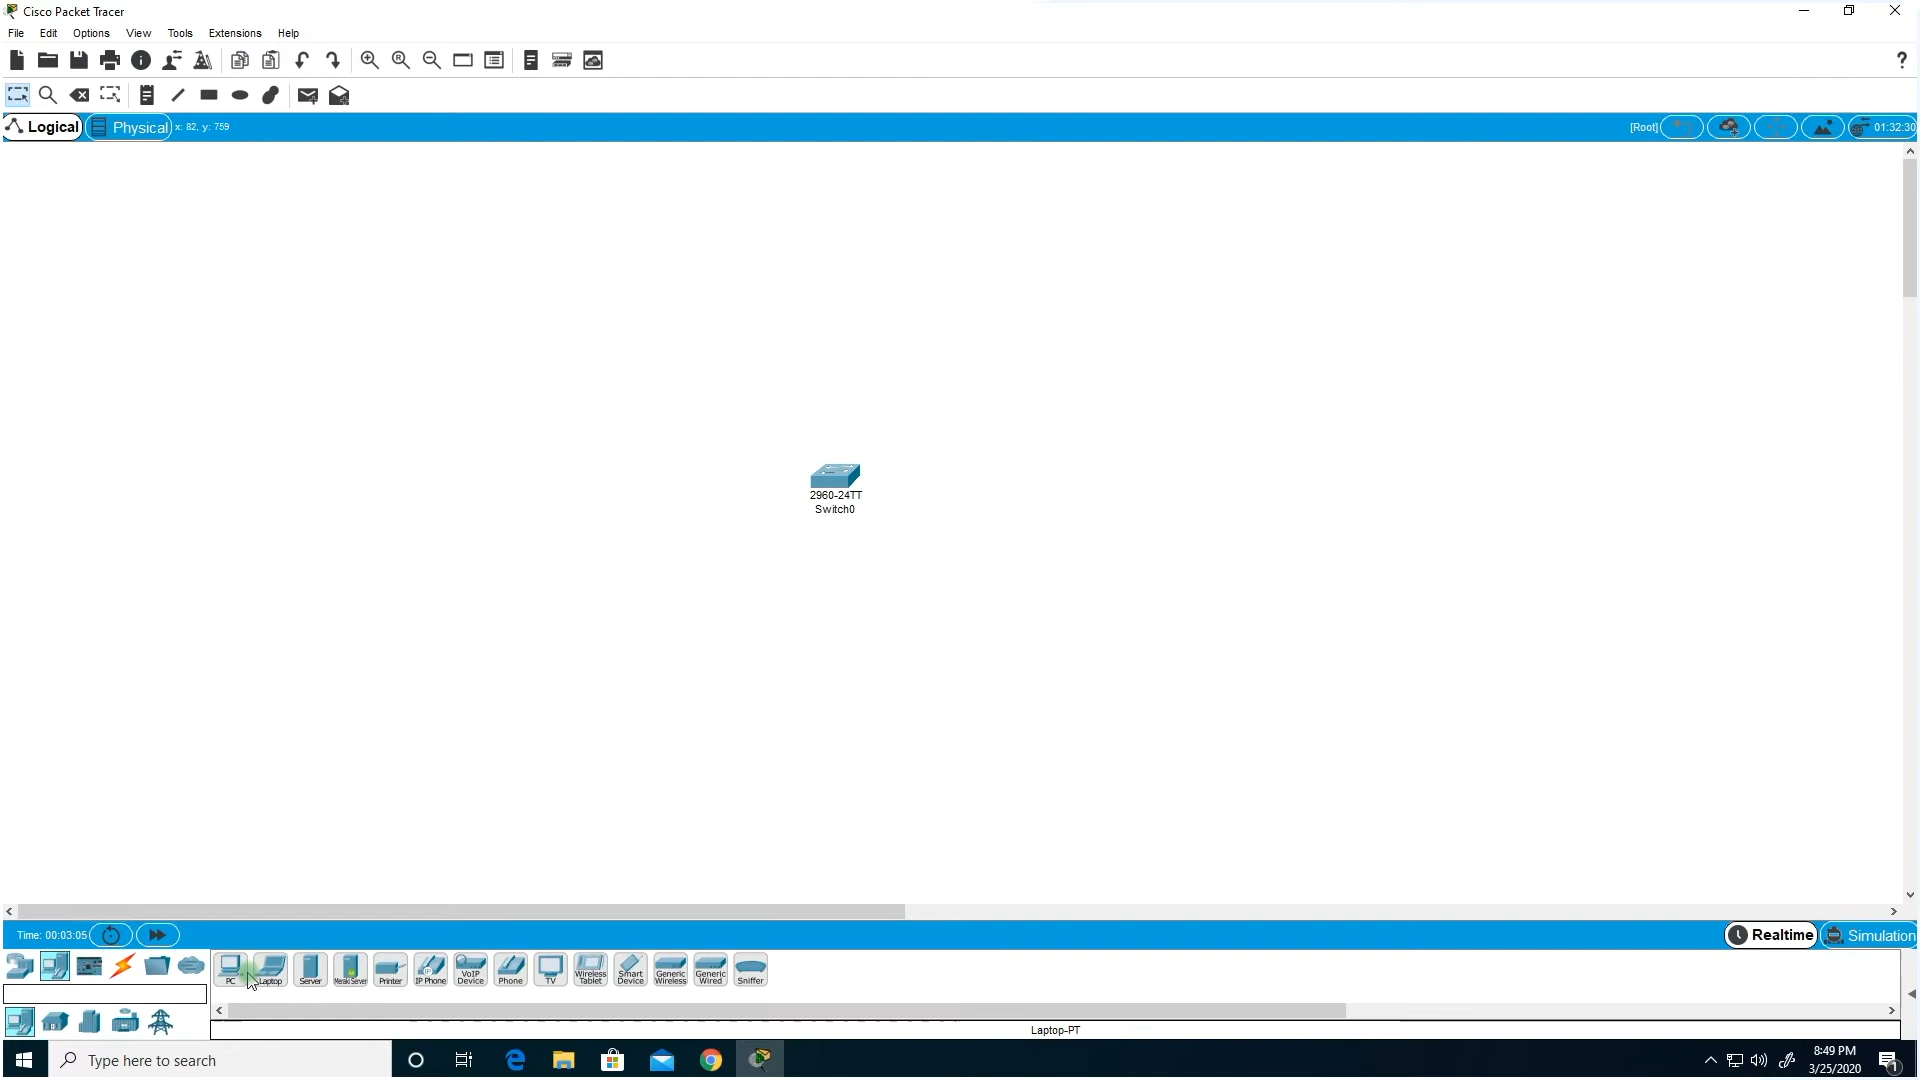 Cisco Packet Tracer
File Edit Options View Tools Extensions Help
?
Logical Physical x: 82, y: 759 [Root] 01:32:30
2960-24TT
Switch0
Time: 00:03:05 Realtime Simulation
PC Laptop Server Meraki Server Printer IP Phone VoIP Device Phone TV Wireless Tablet Smart Device Generic Wireless Generic Wired Sniffer
Laptop-PT
Type here to search
8:49 PM
3/25/2020
1